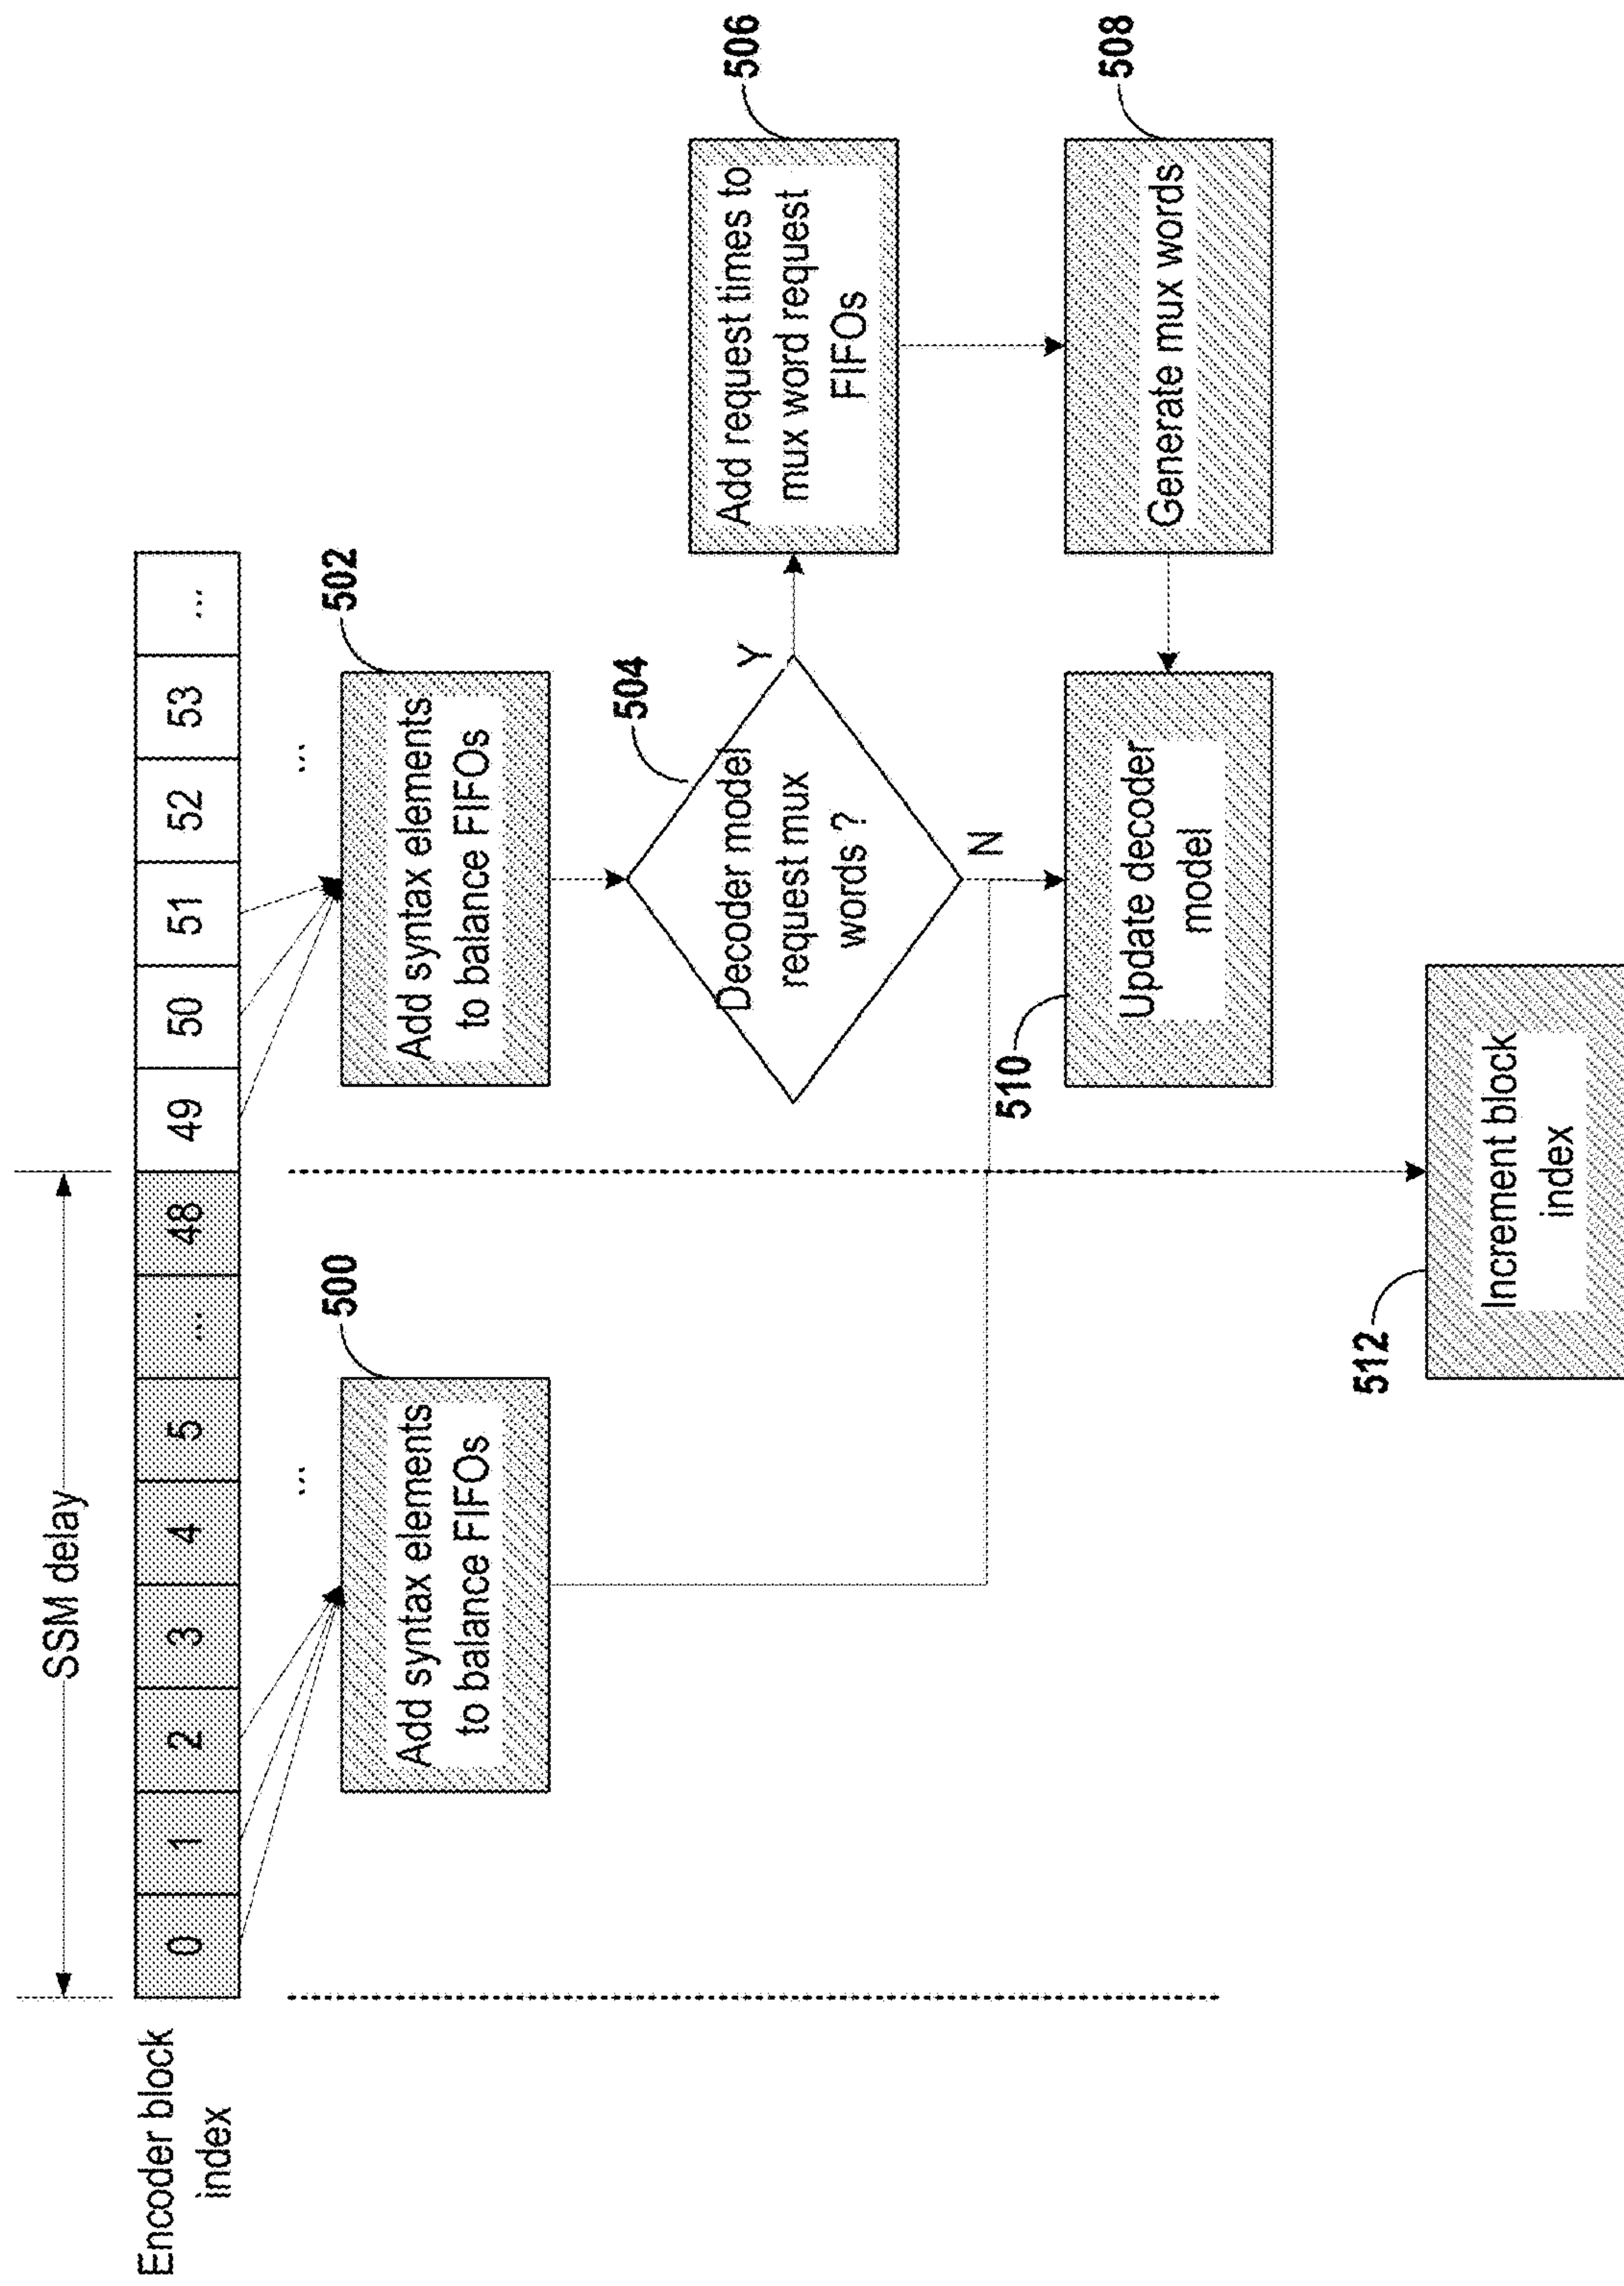 SSM delay
Encoder block
index
0 1 2 3 4 5 ... 48 49 50 51 52 53 ...
...
...
500
Add syntax elements
to balance FIFOs
502
Add syntax elements
to balance FIFOs
504
Decoder model
request mux
words ?
Y
N
506
Add request times to
mux word request
FIFOs
508
Generate mux words
510
Update decoder
model
512
Increment block
index